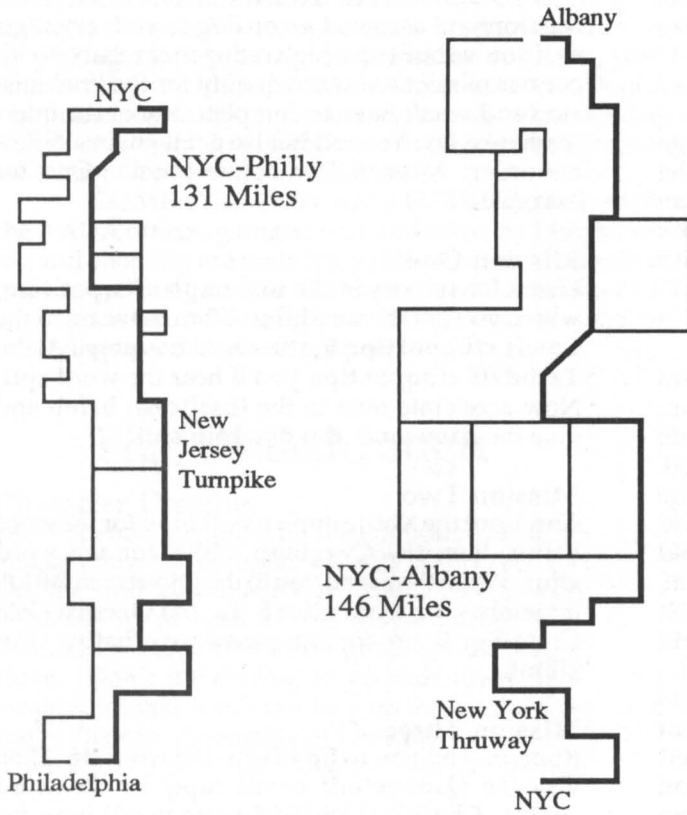 NYC
NYC-Philly
131 Miles
New
Jersey
Turnpike
Philadelphia
Albany
NYC-Albany
146 Miles
New York
Thruway
NYC